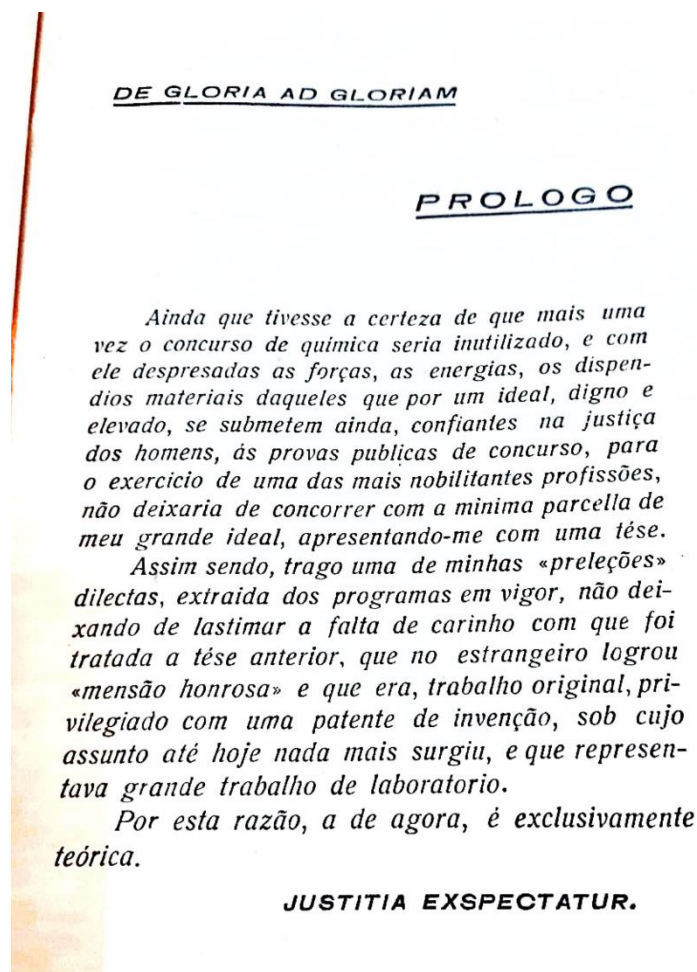 DE GLORIA AD GLORIAM
PROLOGO
Ainda que tivesse a certeza de que mais uma
vez o concurso de química seria inutilizado, e com
ele despresadas as forças, as energias, os dispen-
dios materiais daqueles que por um ideal, digno e
elevado, se submetem ainda, confiantes na justiça
dos homens, ás provas publicas de concurso, para
o exercicio de uma das mais nobilitantes profissões,
não deixaria de concorrer com a minima parcella de
meu grande ideal, apresentando-me com uma tése.
Assim sendo, trago uma de minhas «preleções»
dilectas, extraida dos programas em vigor, não dei-
xando de lastimar a falta de carinho com que foi
tratada a tése anterior, que no estrangeiro logrou
«mensão honrosa» e que era, trabalho original, pri-
vilegiado com uma patente de invenção, sob cujo
assunto até hoje nada mais surgiu, e que represen-
tava grande trabalho de laboratorio.
Por esta razão, a de agora, é exclusivamente
teórica.
JUSTITIA EXSPECTATUR.